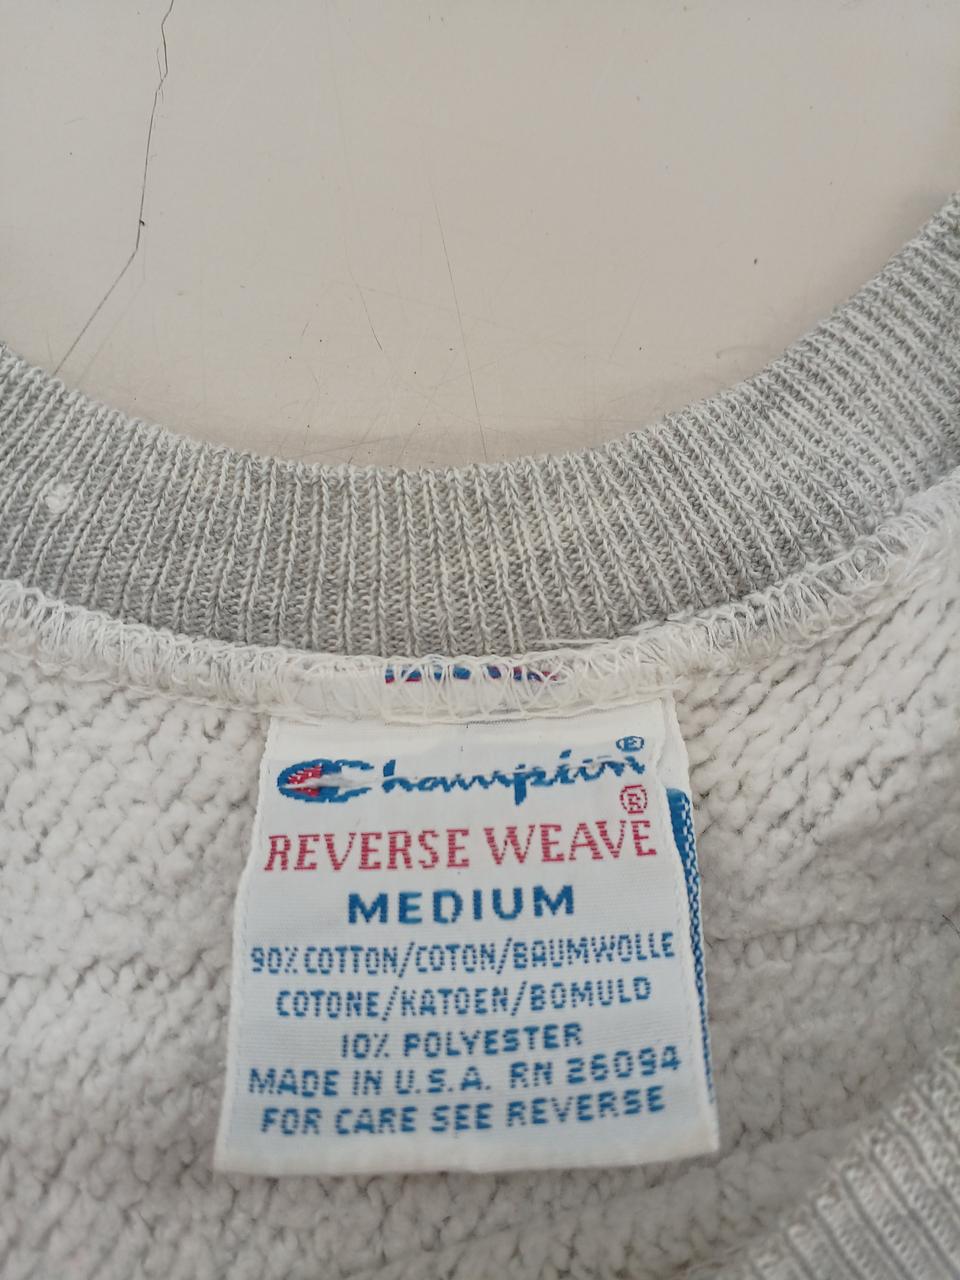 Champion®
REVERSE WEAVE®
MEDIUM
90% COTTON/COTON/BAUMWOLLE
COTONE/KATOEN/BOMULD
10% POLYESTER
MADE IN U.S.A. RN 26094
FOR CARE SEE REVERSE